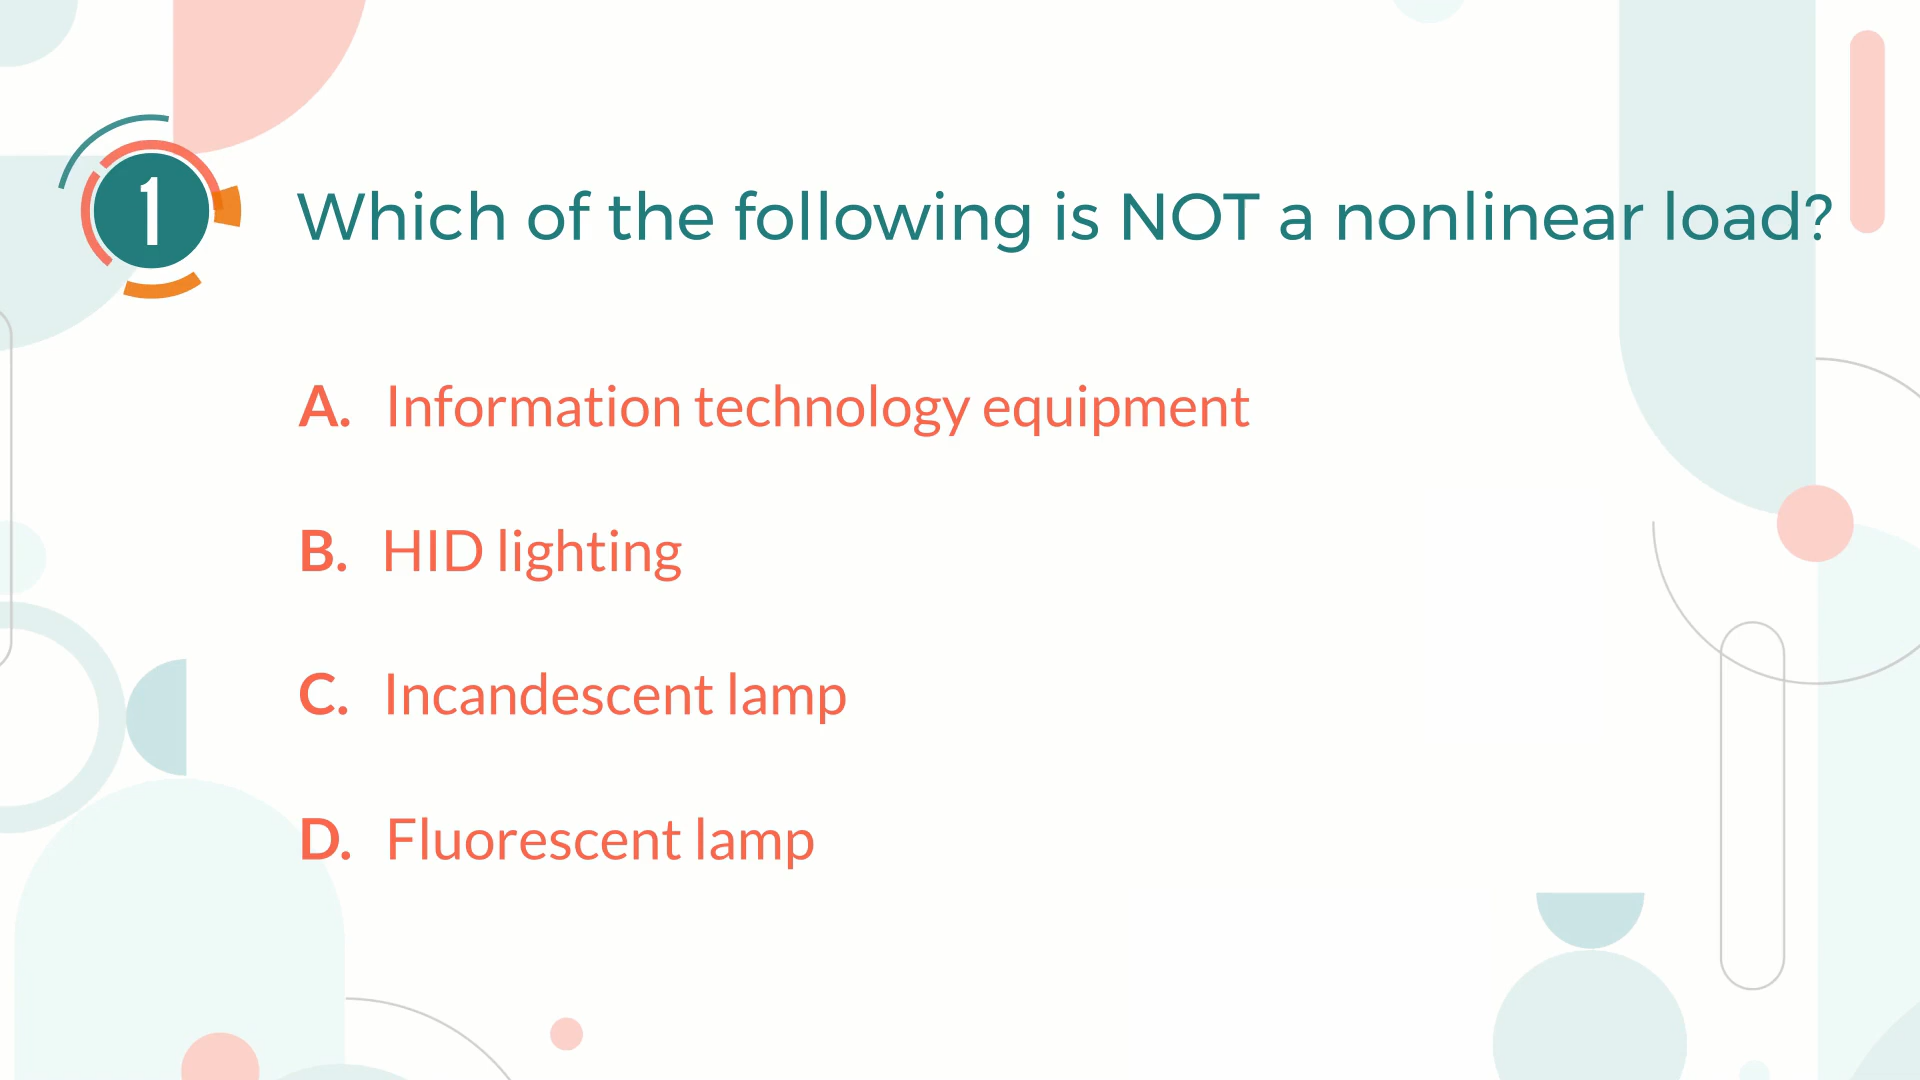 1
Which of the following is NOT a nonlinear load?
A. Information technology equipment
B. HID lighting
C. Incandescent lamp
D. Fluorescent lamp